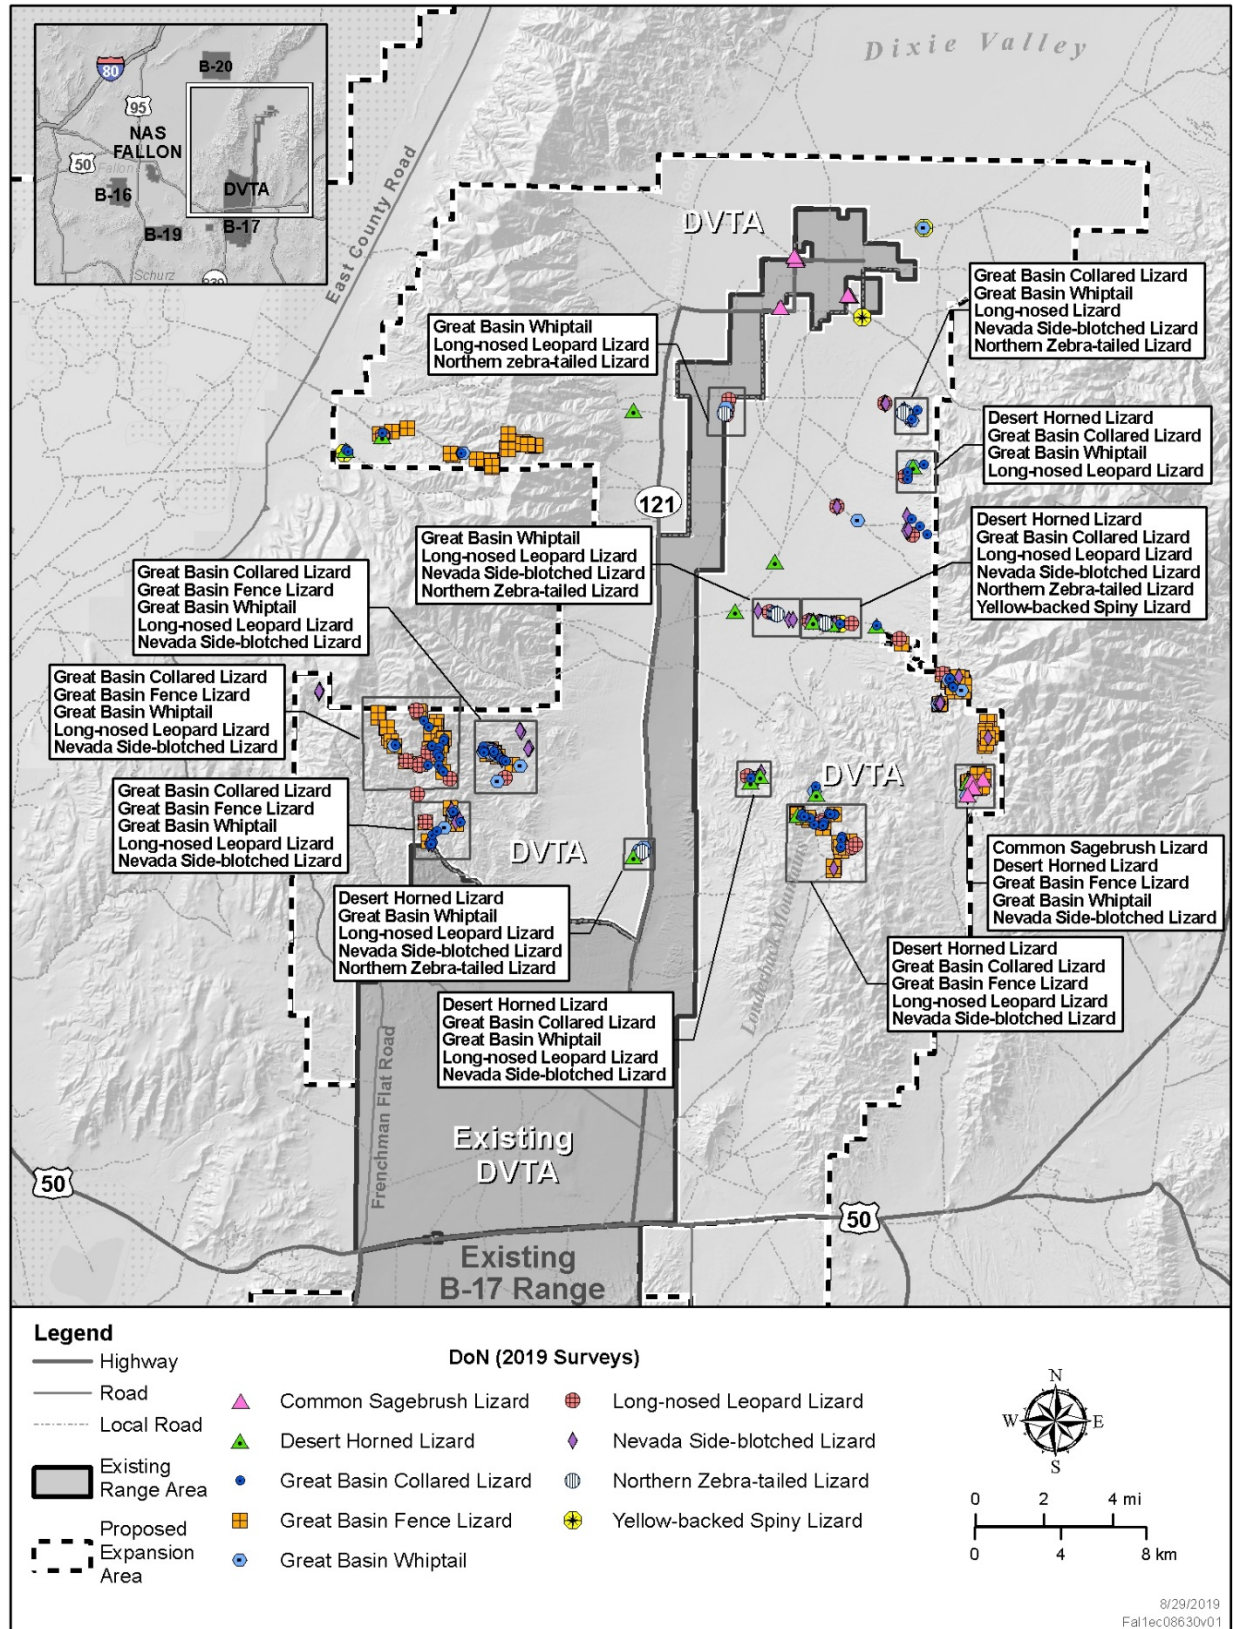 Dixie Valley
B-20
80
95
NAS
FALLON
50
Fallon
B-16
DVTA
B-17
B-19
Schurz
839
East County Road
DVTA
Great Basin Collared Lizard
Great Basin Whiptail
Long-nosed Lizard
Nevada Side-blotched Lizard
Northern Zebra-tailed Lizard
Great Basin Whiptail
Long-nosed Leopard Lizard
Northern zebra-tailed Lizard
Desert Horned Lizard
Great Basin Collared Lizard
Great Basin Whiptail
Long-nosed Leopard Lizard
121
Great Basin Whiptail
Long-nosed Leopard Lizard
Nevada Side-blotched Lizard
Northern Zebra-tailed Lizard
Desert Horned Lizard
Great Basin Collared Lizard
Long-nosed Leopard Lizard
Nevada Side-blotched Lizard
Northern Zebra-tailed Lizard
Yellow-backed Spiny Lizard
Great Basin Collared Lizard
Great Basin Fence Lizard
Great Basin Whiptail
Long-nosed Leopard Lizard
Nevada Side-blotched Lizard
Great Basin Collared Lizard
Great Basin Fence Lizard
Great Basin Whiptail
Long-nosed Leopard Lizard
Nevada Side-blotched Lizard
Great Basin Collared Lizard
Great Basin Fence Lizard
Great Basin Whiptail
Long-nosed Leopard Lizard
Nevada Side-blotched Lizard
DVTA
DVTA
Common Sagebrush Lizard
Desert Horned Lizard
Great Basin Fence Lizard
Great Basin Whiptail
Nevada Side-blotched Lizard
Desert Horned Lizard
Great Basin Whiptail
Long-nosed Leopard Lizard
Nevada Side-blotched Lizard
Northern Zebra-tailed Lizard
Louderback Mountains
Desert Horned Lizard
Great Basin Collared Lizard
Great Basin Fence Lizard
Long-nosed Leopard Lizard
Nevada Side-blotched Lizard
Desert Horned Lizard
Great Basin Collared Lizard
Great Basin Whiptail
Long-nosed Leopard Lizard
Nevada Side-blotched Lizard
Frenchman Flat Road
Existing
DVTA
50
50
Existing
B-17 Range
Legend
Highway
Road
Local Road
Existing
Range Area
Proposed
Expansion
Area
DoN (2019 Surveys)
Common Sagebrush Lizard
Desert Horned Lizard
Great Basin Collared Lizard
Great Basin Fence Lizard
Great Basin Whiptail
Long-nosed Leopard Lizard
Nevada Side-blotched Lizard
Northern Zebra-tailed Lizard
Yellow-backed Spiny Lizard
N
W E
S
0 2 4 mi
0 4 8 km
8/29/2019
Fal1ec08630v01